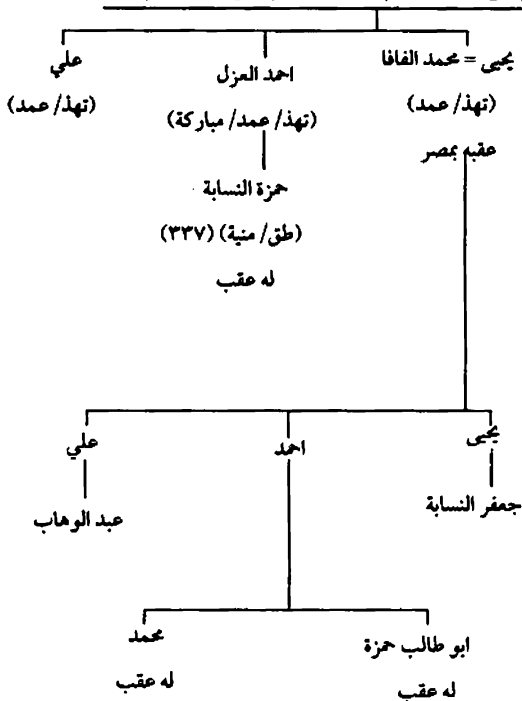 يحيى = محمد الفافا
احمد العزل
علي
(تهذ/ عمد)
(تهذ/ عمد/ مباركة)
(تهذ/ عمد)
عقبه بمصر
حمزة النسابة
(طق/ منية) (٣٣٧)
له عقب
يحيى
احمد
علي
جعفر النسابة
عبد الوهاب
ابو طالب حمزة
محمد
له عقب
له عقب